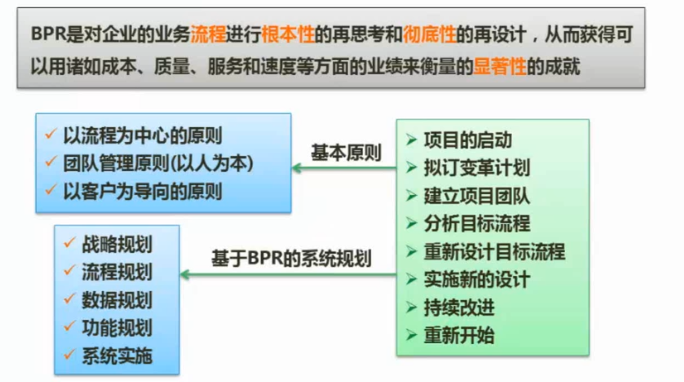 BPR是对企业的业务流程进行根本性的再思考和彻底性的再设计，从而获得可
以用诸如成本、质量、服务和速度等方面的业绩来衡量的显著性的成就
以流程为中心的原则
团队管理原则(以人为本)
以客户为导向的原则
基本原则
项目的启动
拟订变革计划
建立项目团队
分析目标流程
重新设计目标流程
实施新的设计
持续改进
重新开始
基于BPR的系统规划
战略规划
流程规划
数据规划
功能规划
系统实施